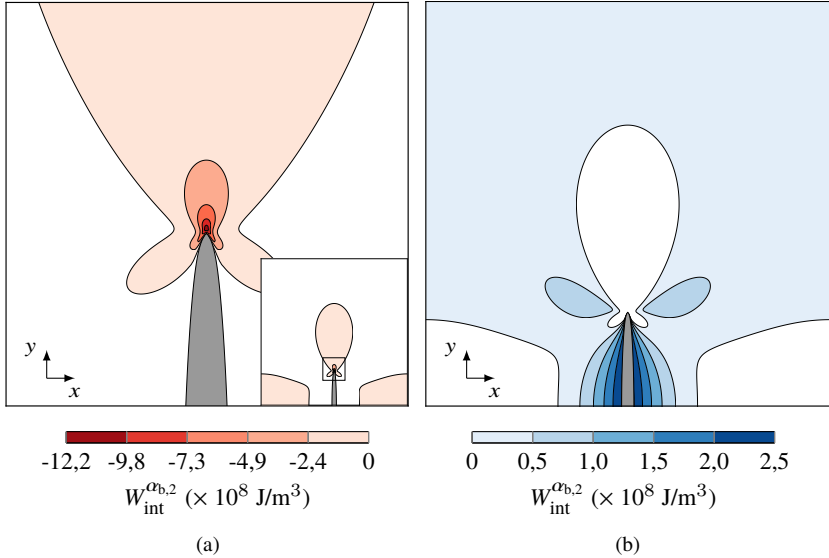 y
x
y
x
-12,2 -9,8 -7,3 -4,9 -2,4 0
W_int^α_b,2 (× 10^8 J/m^3)
0 0,5 1,0 1,5 2,0 2,5
W_int^α_b,2 (× 10^8 J/m^3)
(a)
(b)